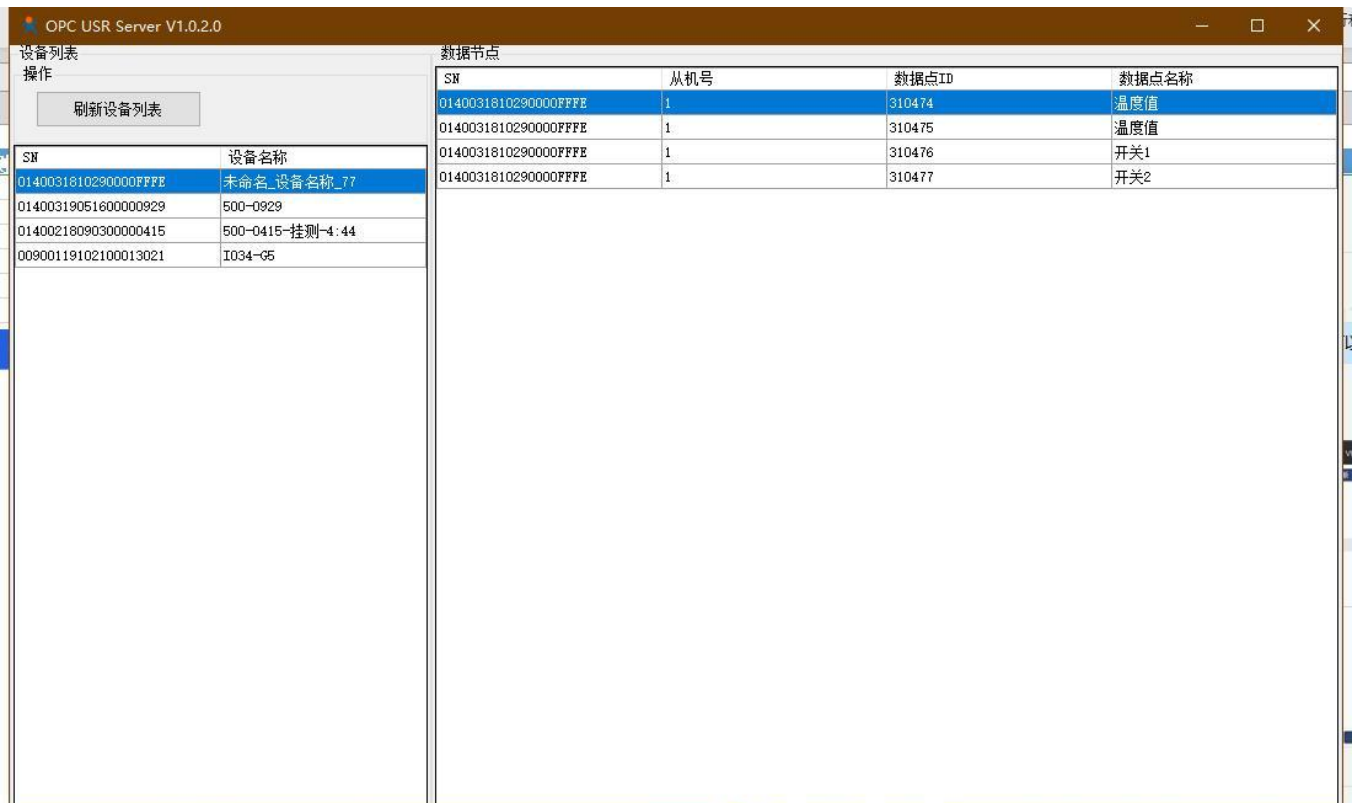 OPC USR Server V1.0.2.0
设备列表
操作
刷新设备列表
SN 设备名称
0140031810290000FFFE 未命名_设备名称_77
01400319051600000929 500-0929
01400218090300000415 500-0415-挂测-4:44
00900119102100013021 IO34-G5
数据节点
SN 从机号 数据点ID 数据点名称
0140031810290000FFFE 1 310474 温度值
0140031810290000FFFE 1 310475 温度值
0140031810290000FFFE 1 310476 开关1
0140031810290000FFFE 1 310477 开关2